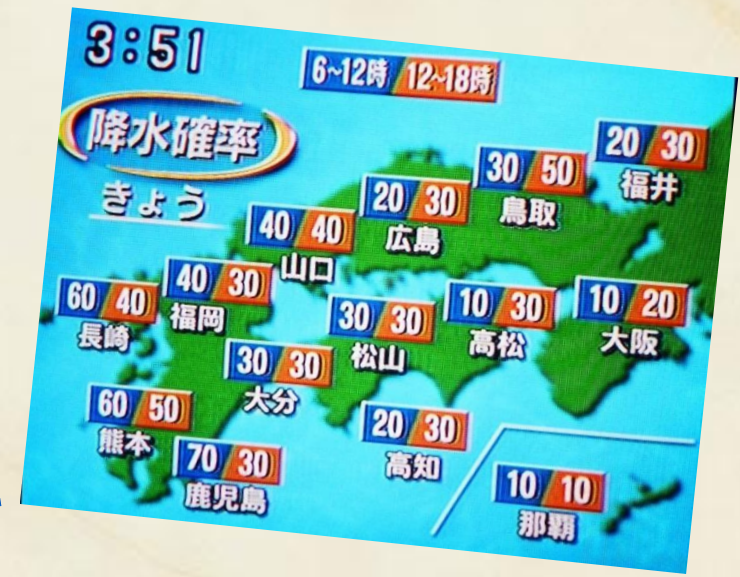 3:51
6~12時 12~18時
降水確率
きょう
20 30
福井
30 50
鳥取
20 30
広島
40 40
山口
40 30
福岡
60 40
長崎
10 20
大阪
10 30
高松
30 30
松山
30 30
大分
60 50
熊本
20 30
高知
70 30
鹿児島
10 10
那覇